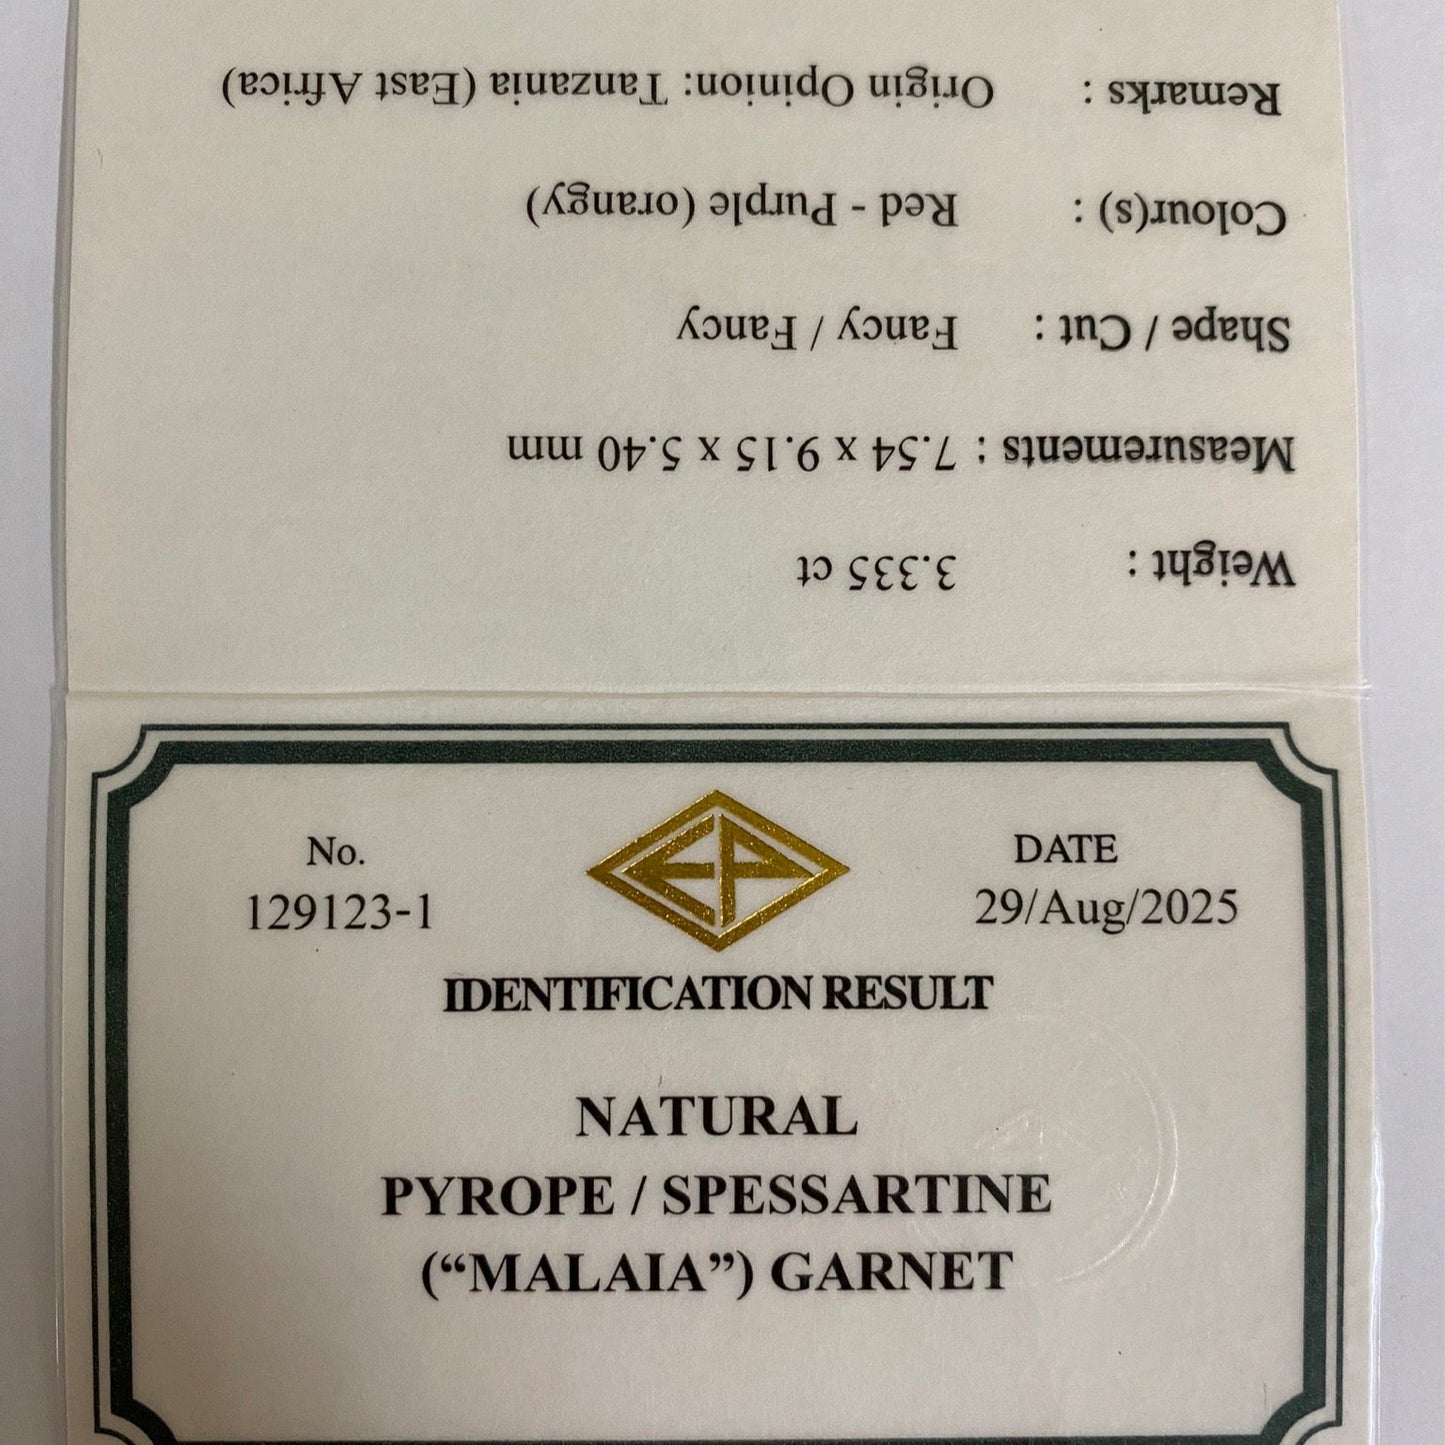 Weight : 3.335 ct
Measurements : 7.54 x 9.15 x 5.40 mm
Shape / Cut : Fancy / Fancy
Colour(s) : Red - Purple (orangy)
Remarks : Origin Opinion: Tanzania (East Africa)
No.
129123-1
EP
DATE
29/Aug/2025
IDENTIFICATION RESULT
NATURAL
PYROPE / SPESSARTINE
(“MALAIA”) GARNET